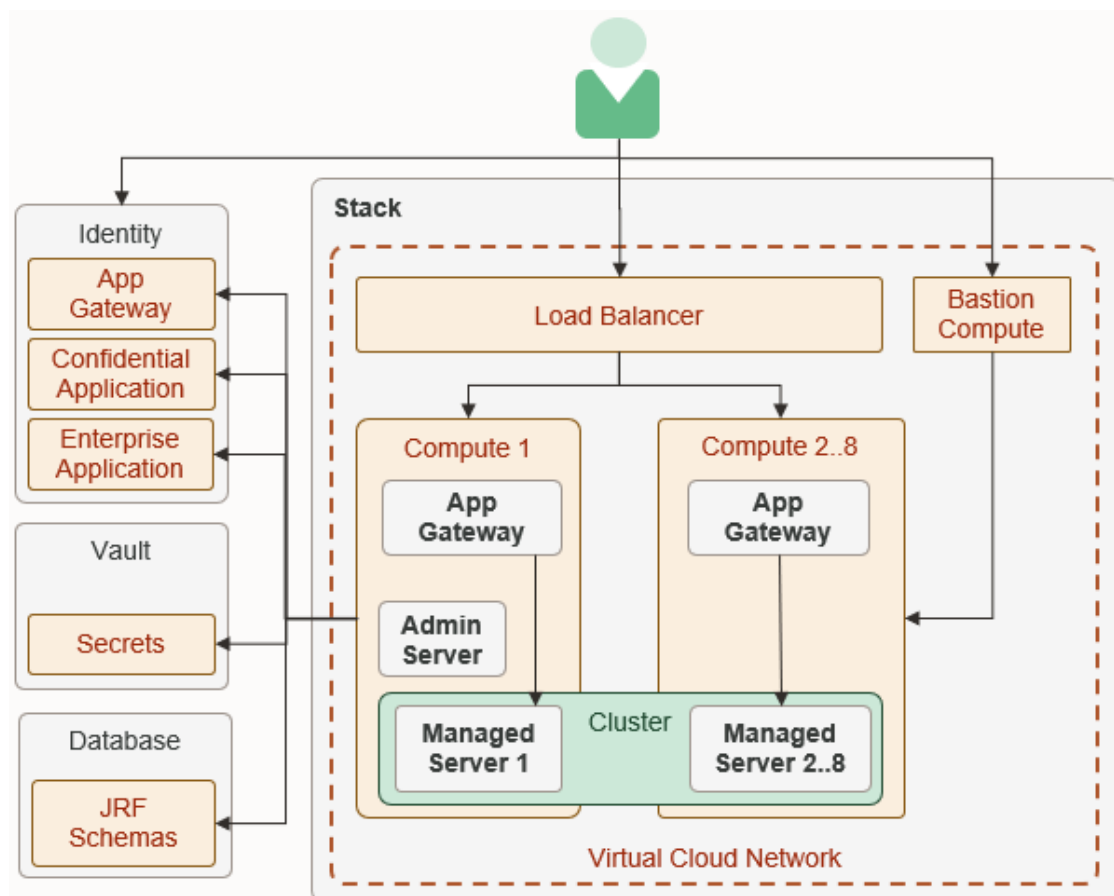 Stack
Identity
App
Gateway
Confidential
Application
Enterprise
Application
Vault
Secrets
Database
JRF
Schemas
Load Balancer
Bastion
Compute
Compute 1
App
Gateway
Admin
Server
Managed
Server 1
Cluster
Compute 2..8
App
Gateway
Managed
Server 2..8
Virtual Cloud Network